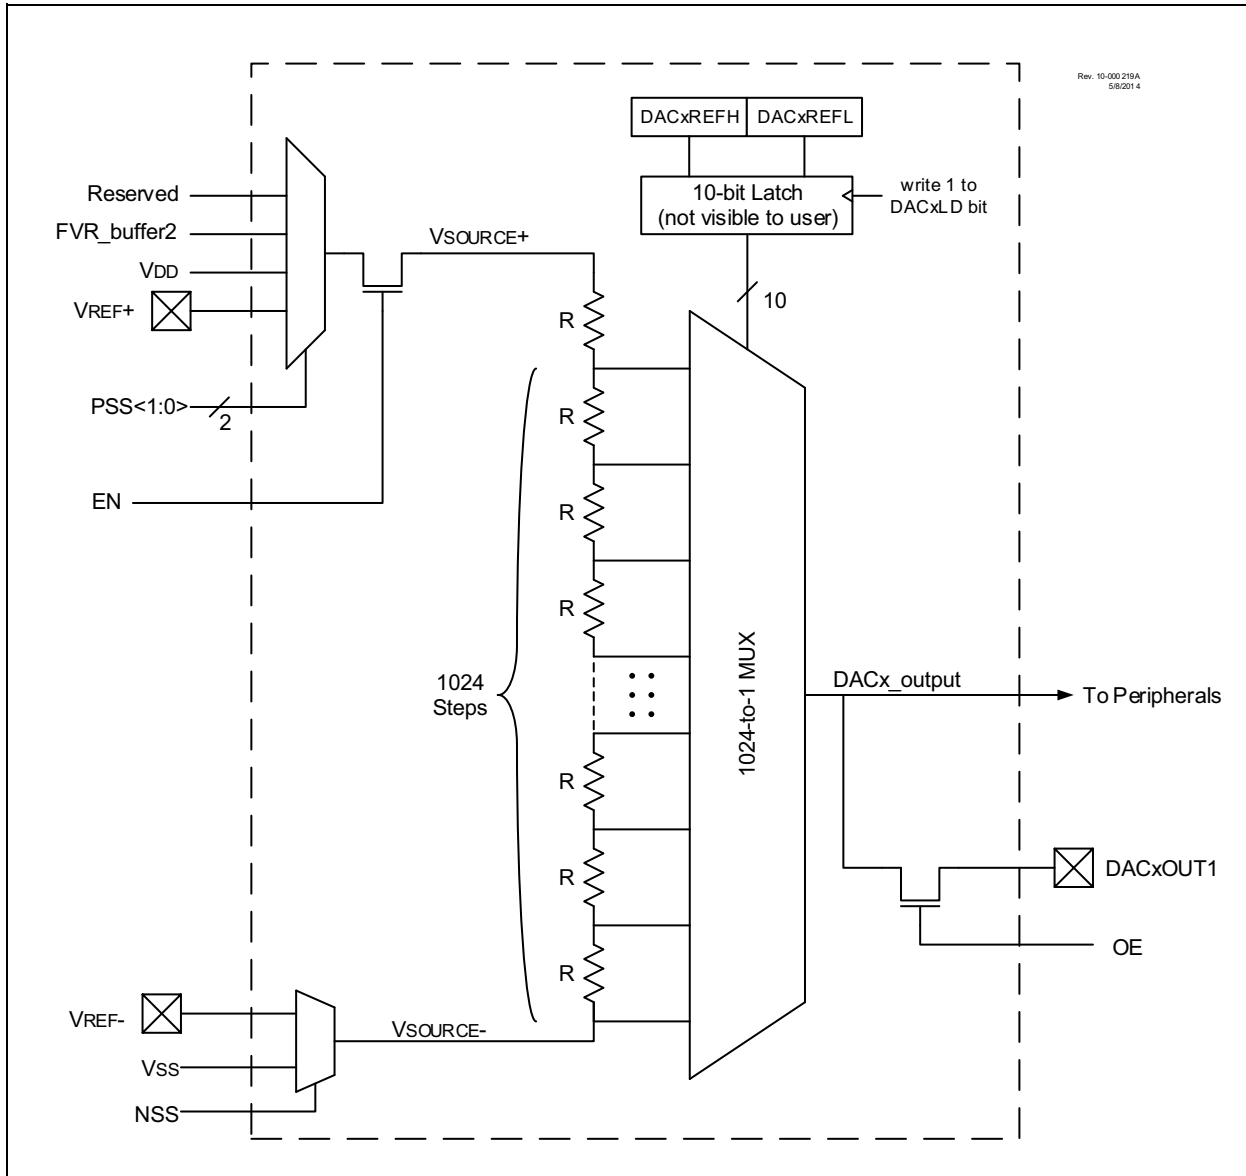 Rev. 10-000 219A
5/8/201 4
DACxREFH DACxREFL
10-bit Latch
(not visible to user)
write 1 to
DACxLD bit
Reserved
FVR_buffer2
VDD
VREF+
VSOURCE+
10
R
PSS<1:0>
2
R
EN
R
R
1024
Steps
1024-to-1 MUX
DACx_output
To Peripherals
R
R
DACxOUT1
R
OE
VREF-
VSOURCE-
VSS
NSS